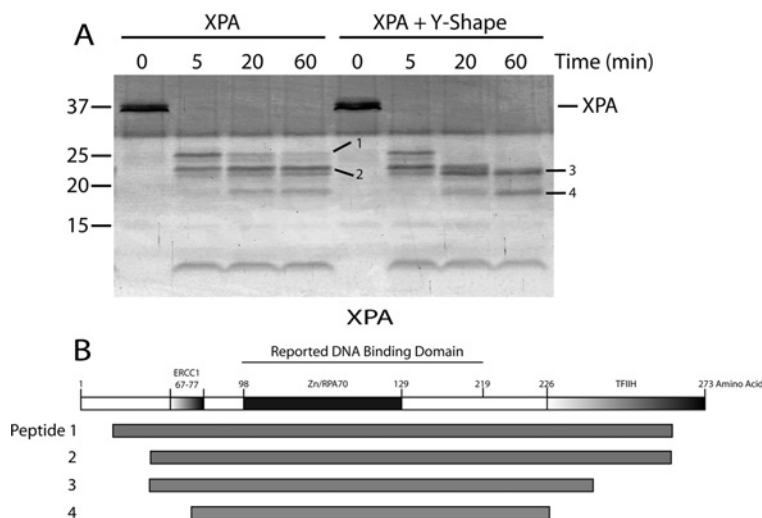 XPA XPA + Y-Shape
A
0 5 20 60 0 5 20 60 Time (min)
37 XPA
25 1
2 3
20 4
15
XPA
B Reported DNA Binding Domain
ERCC1
1 67-77 98 Zn/RPA70 129 219 226 TFIIH 273 Amino Acid
Peptide 1
2
3
4